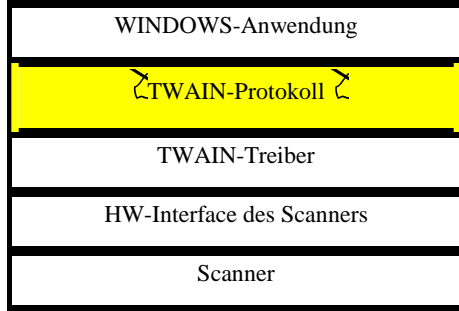 WINDOWS-Anwendung
TWAIN-Protokoll
TWAIN-Treiber
HW-Interface des Scanners
Scanner